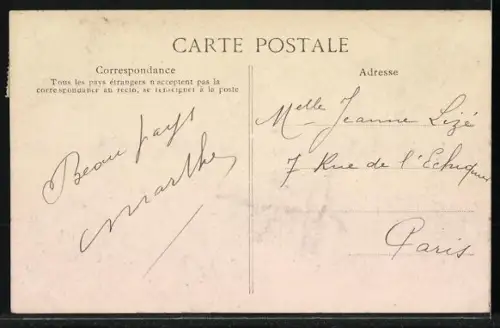 CARTE POSTALE
Correspondance
Tous les pays étrangers n'acceptent pas la
correspondance au recto, se renseigner à la poste
Beau pays
Marthe
Adresse
Melle Jeanne Lizé
7 Rue de l'Echiquier
Paris